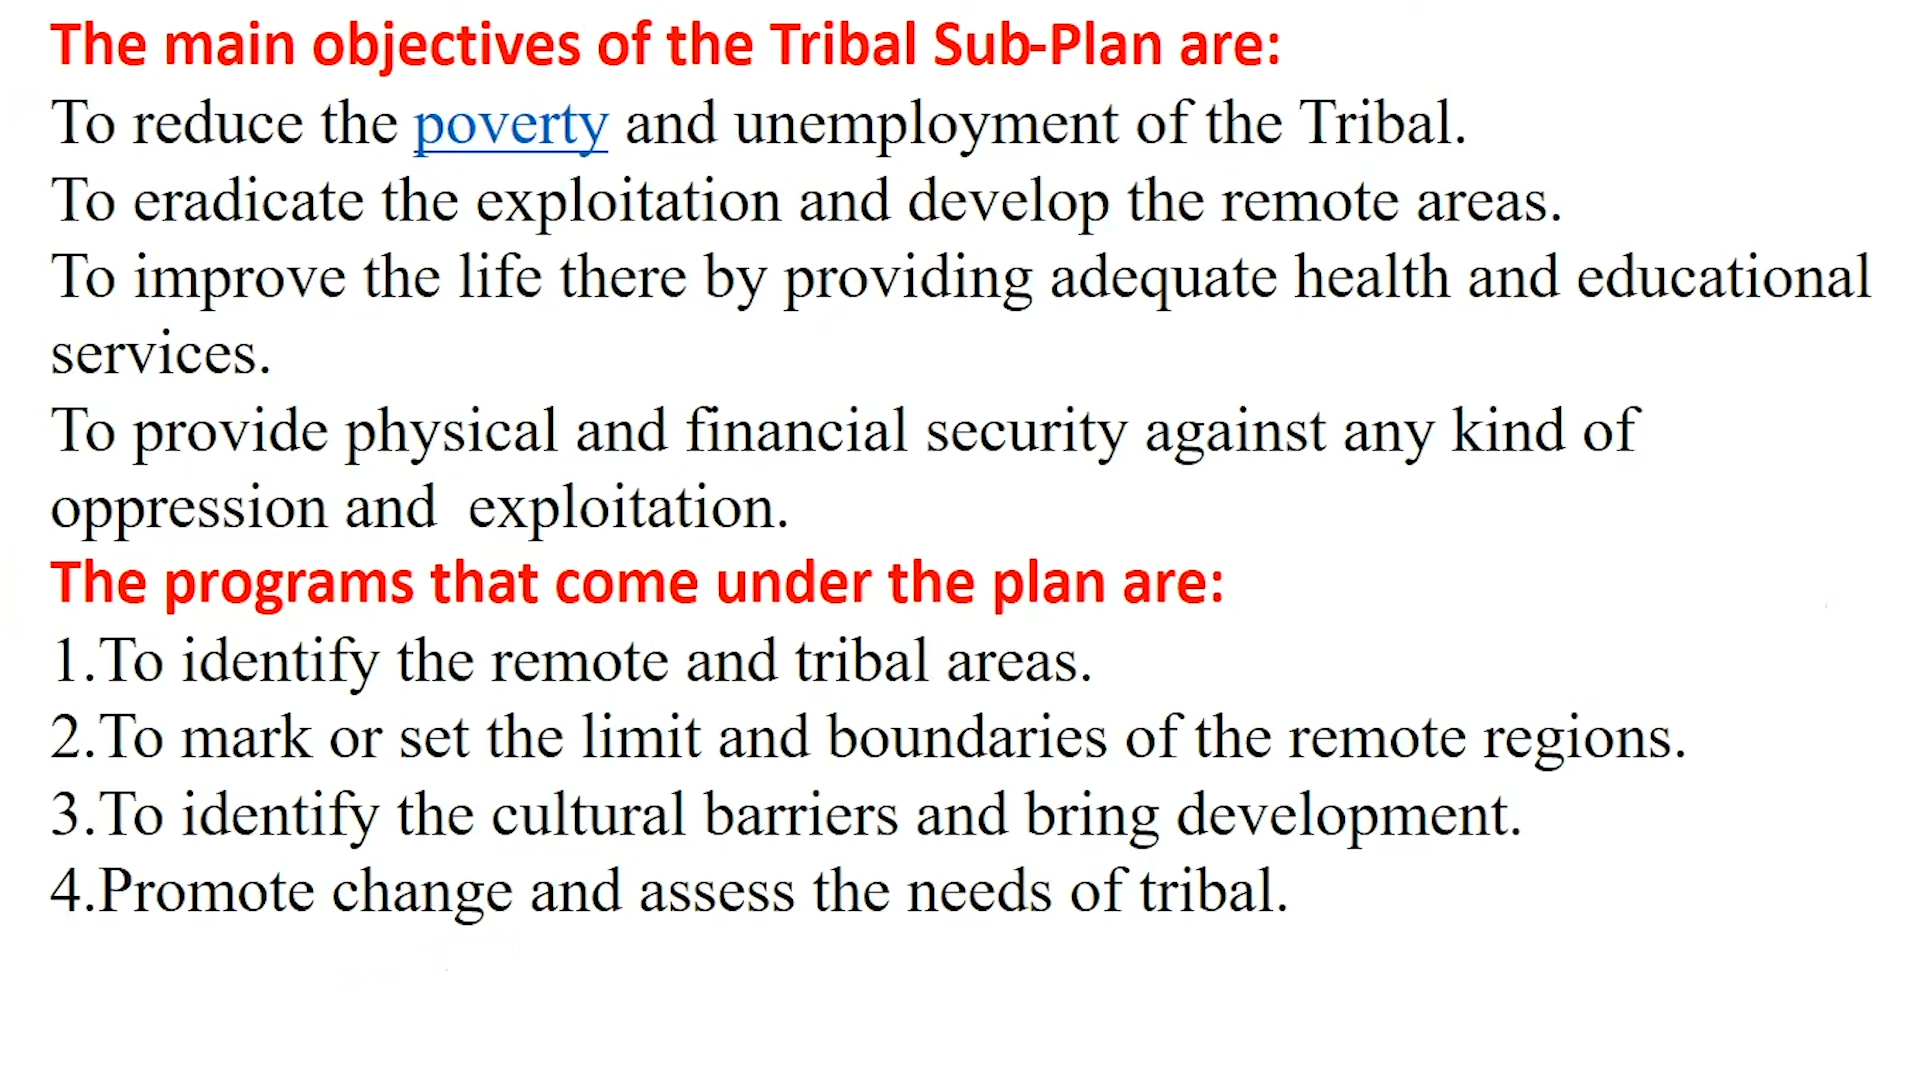 The main objectives of the Tribal Sub-Plan are:
To reduce the poverty and unemployment of the Tribal.
To eradicate the exploitation and develop the remote areas.
To improve the life there by providing adequate health and educational
services.
To provide physical and financial security against any kind of
oppression and  exploitation.
The programs that come under the plan are:
1.To identify the remote and tribal areas.
2.To mark or set the limit and boundaries of the remote regions.
3.To identify the cultural barriers and bring development.
4.Promote change and assess the needs of tribal.